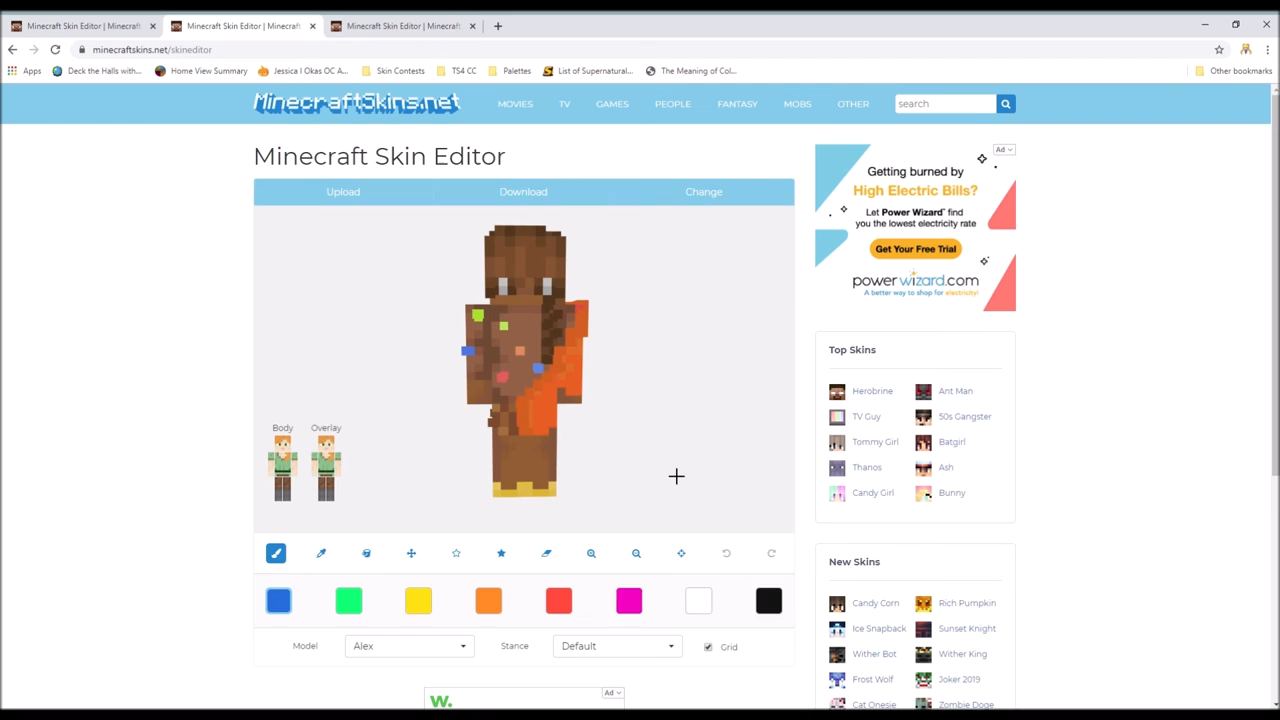 Minecraft Skin Editor | Minecraft
Minecraft Skin Editor | Minecraft
Minecraft Skin Editor | Minecraft
minecraftskins.net/skineditor
Apps
Deck the Halls with...
Home View Summary
Jessica I Okas OC A...
Skin Contests
TS4 CC
Palettes
List of Supernatural...
The Meaning of Col...
Other bookmarks
MinecraftSkins.net
MOVIES
TV
GAMES
PEOPLE
FANTASY
MOBS
OTHER
search
Minecraft Skin Editor
Upload
Download
Change
Body
Overlay
Model
Alex
Stance
Default
Grid
w.
Ad
Ad
Getting burned by
High Electric Bills?
Let Power Wizard find
you the lowest electricity rate
Get Your Free Trial
powerwizard.com
A better way to shop for electricity!
Top Skins
Herobrine
Ant Man
TV Guy
50s Gangster
Tommy Girl
Batgirl
Thanos
Ash
Candy Girl
Bunny
New Skins
Candy Corn
Rich Pumpkin
Ice Snapback
Sunset Knight
Wither Bot
Wither King
Frost Wolf
Joker 2019
Cat Onesie
Zombie Doge